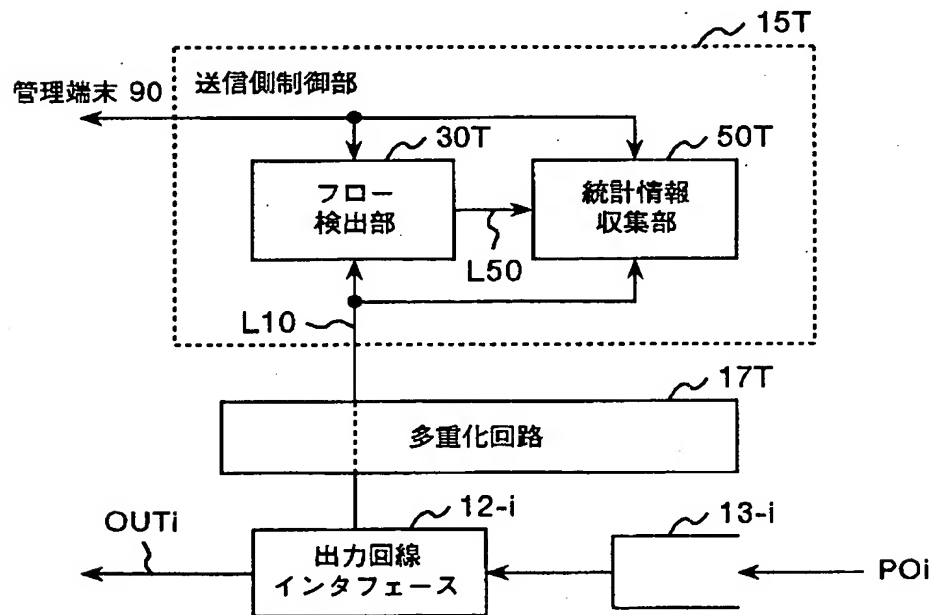 15T
管理端末 90
送信側制御部
30T
50T
フロー
検出部
統計情報
収集部
L50
L10
17T
多重化回路
12-i
13-i
OUTi
出力回線
インタフェース
POi